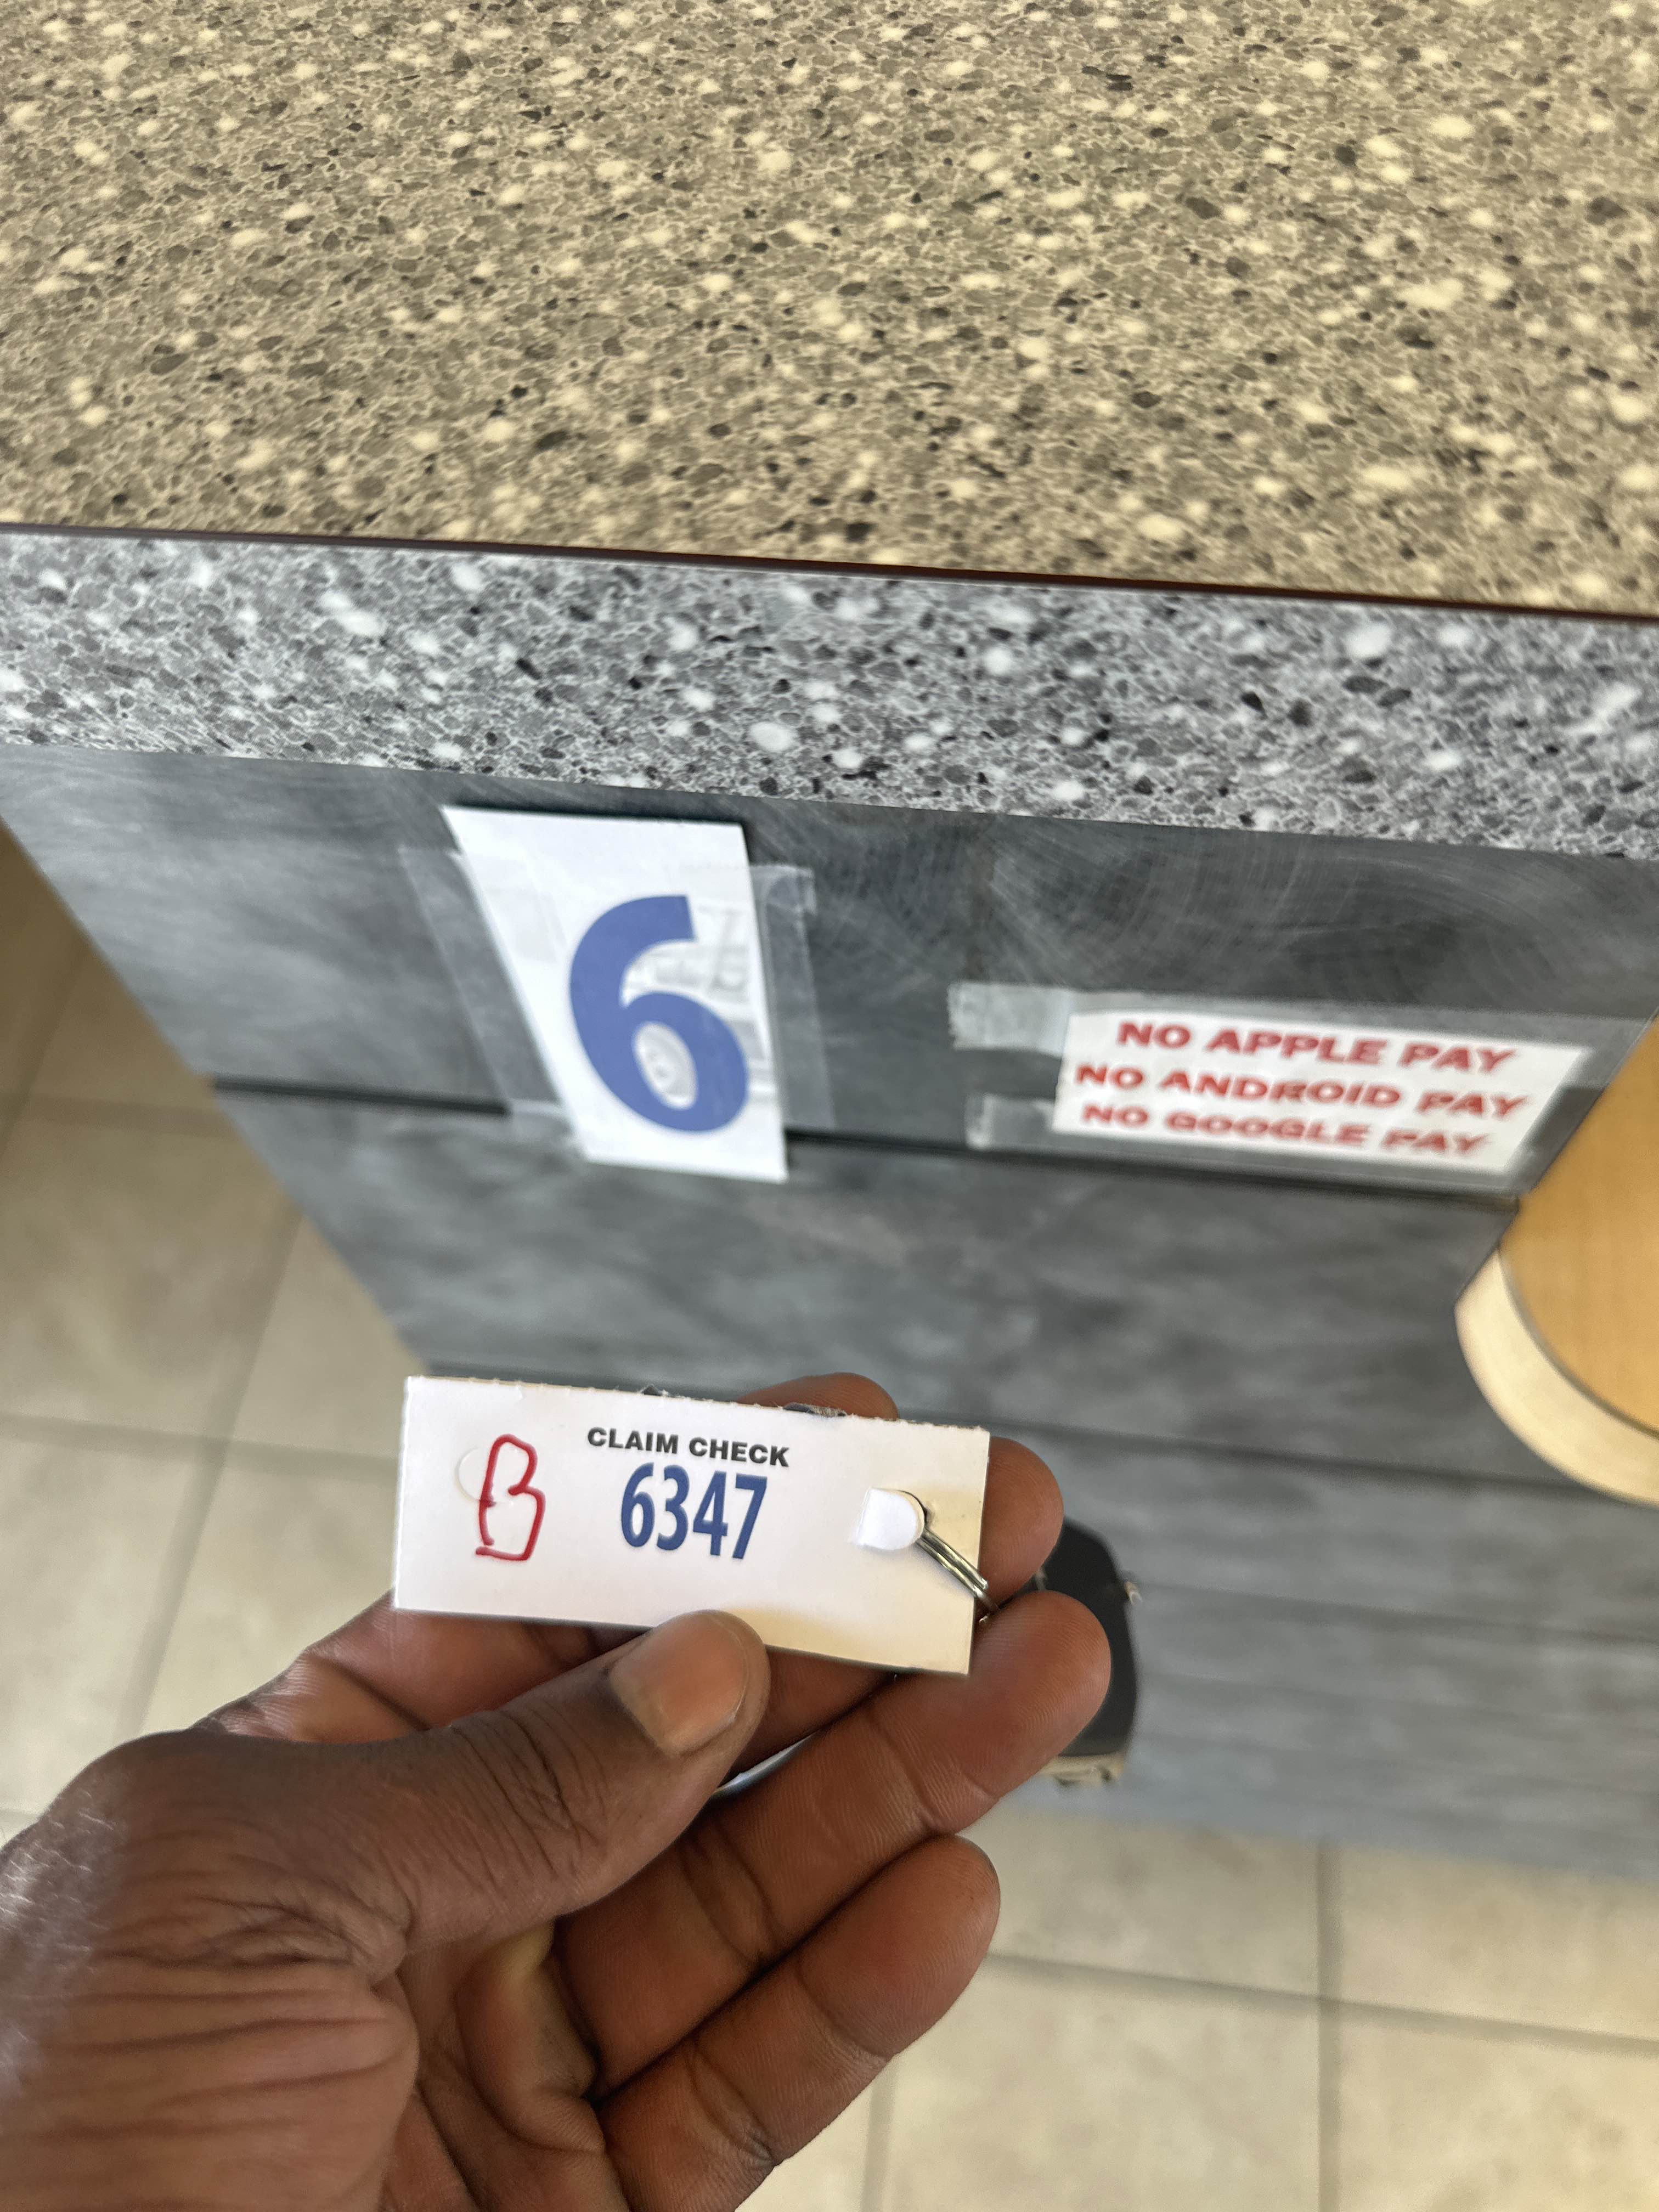 6
NO APPLE PAY
NO ANDROID PAY
NO GOOGLE PAY
CLAIM CHECK
B
6347